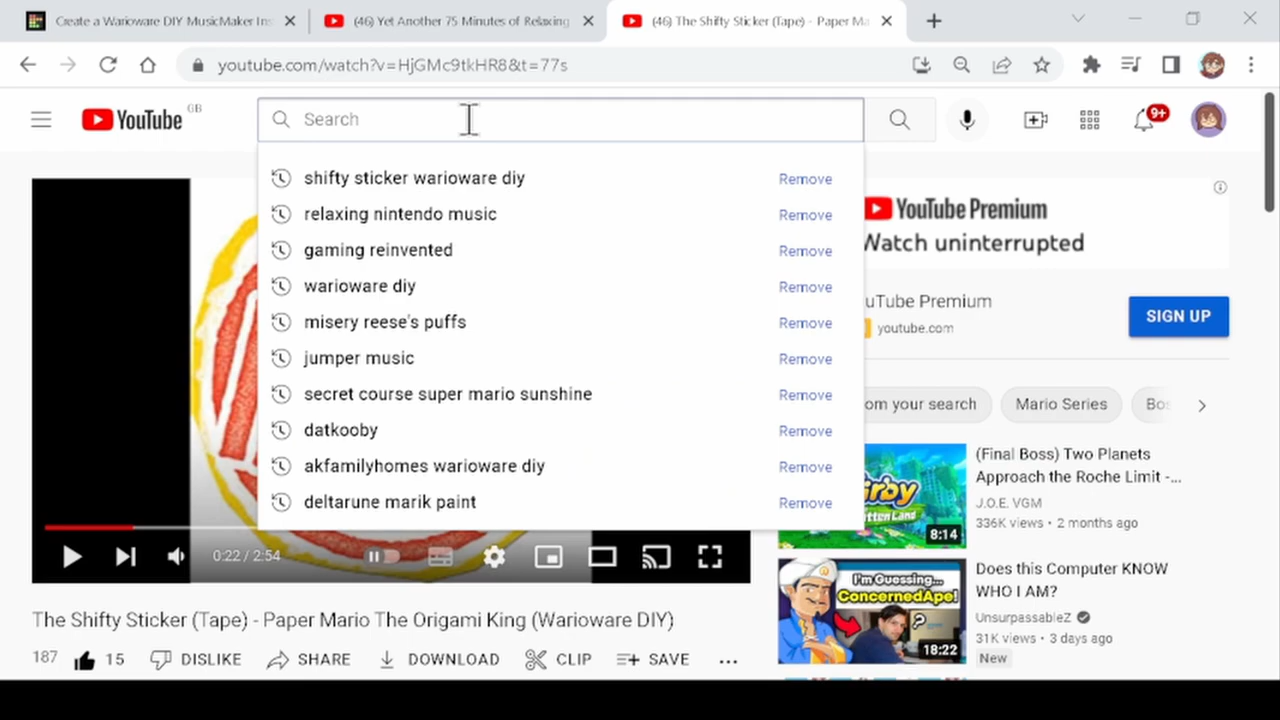 Create a Warioware DIY MusicMaker Ins
(46) Yet Another 75 Minutes of Relaxing
(46) The Shifty Sticker (Tape) - Paper Ma
youtube.com/watch?v=HjGMc9tkHR8&t=77s
YouTube GB
Search
9+
shifty sticker warioware diy Remove
relaxing nintendo music Remove
gaming reinvented Remove
warioware diy Remove
misery reese's puffs Remove
jumper music Remove
secret course super mario sunshine Remove
datkooby Remove
akfamilyhomes warioware diy Remove
deltarune marik paint Remove
YouTube Premium
Watch uninterrupted
uTube Premium
youtube.com
SIGN UP
om your search
Mario Series
Bos
0:22 / 2:54
The Shifty Sticker (Tape) - Paper Mario The Origami King (Warioware DIY)
187
15
DISLIKE
SHARE
DOWNLOAD
CLIP
SAVE
8:14
(Final Boss) Two Planets
Approach the Roche Limit -...
J.O.E. VGM
336K views • 2 months ago
I'm Guessing...
ConcernedApe!
?
18:22
Does this Computer KNOW
WHO I AM?
UnsurpassableZ
31K views • 3 days ago
New